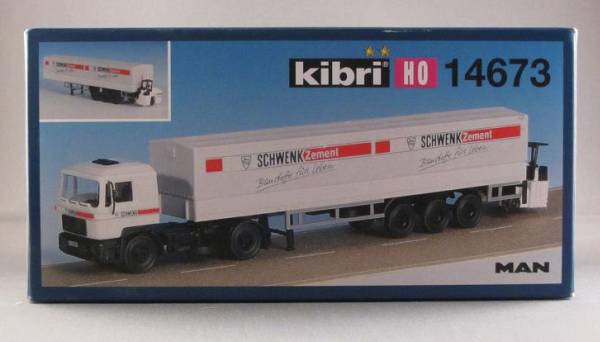 kibri® H0 14673
SCHWENK Zement SCHWENK Zement
Baustoffe fürs Leben Baustoffe fürs Leben
SCHWENK
MAN